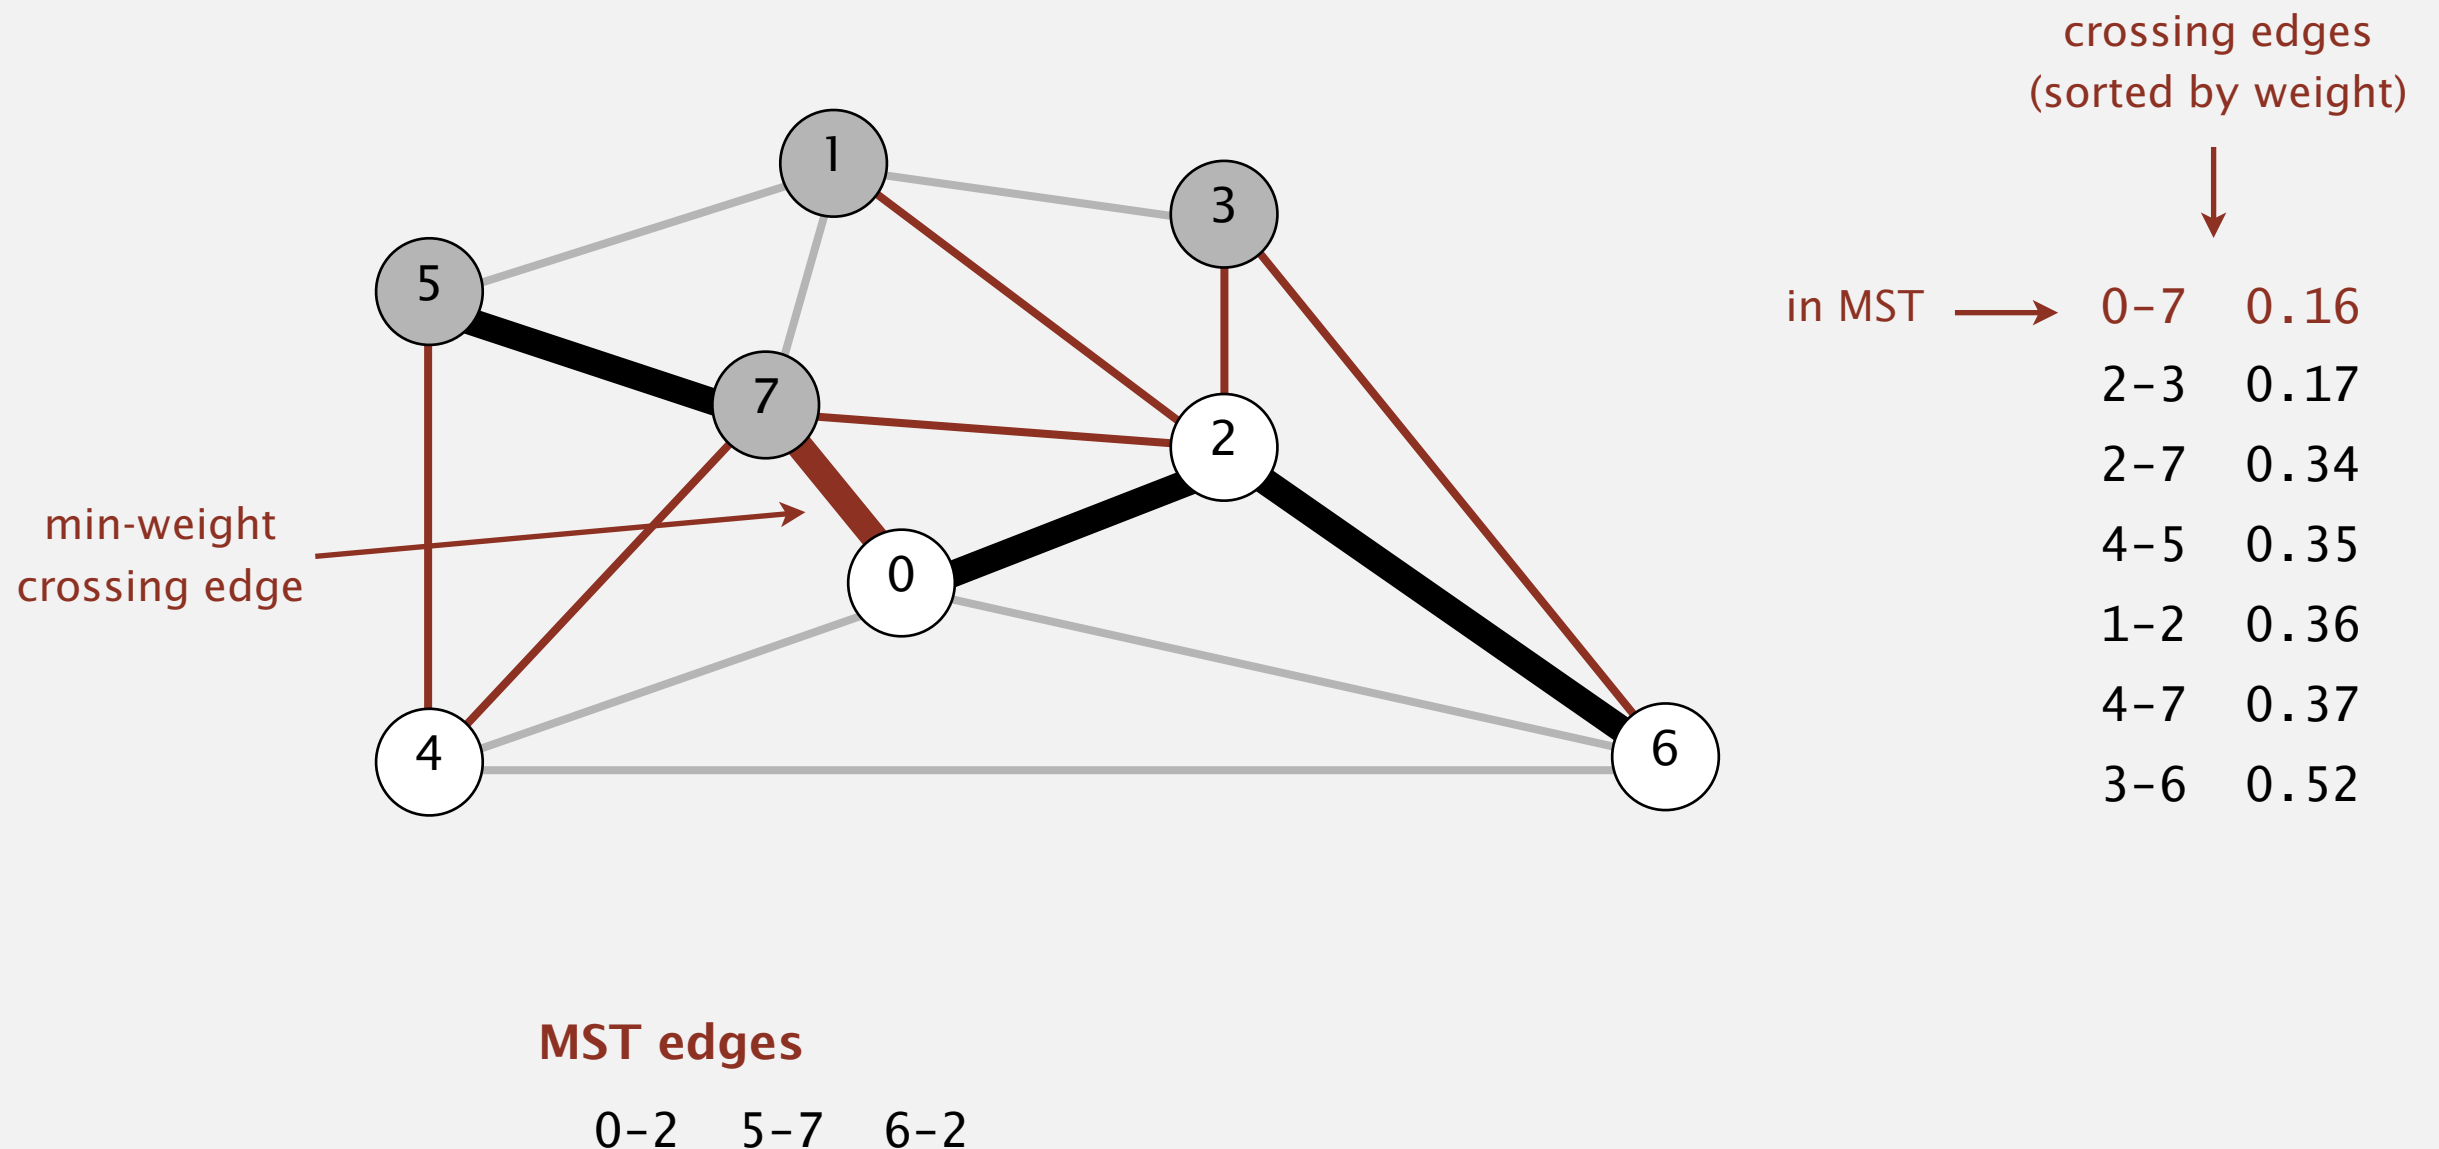 crossing edges
(sorted by weight)
1
3
5
in MST
0-7 0.16
2-3 0.17
7
2
2-7 0.34
min-weight
crossing edge
4-5 0.35
0
1-2 0.36
4-7 0.37
4
6
3-6 0.52
MST edges
0-2 5-7 6-2